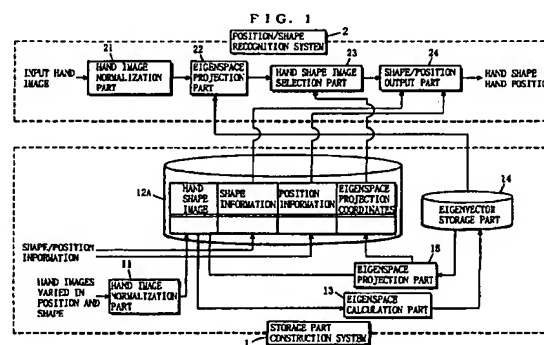 FIG. 1
POSITION/SHAPE
RECOGNITION SYSTEM
2
21
22
23
24
INPUT HAND
IMAGE
HAND IMAGE
NORMALIZATION
PART
EIGENSPACE
PROJECTION
PART
HAND SHAPE IMAGE
SELECTION PART
SHAPE/POSITION
OUTPUT PART
HAND SHAPE
HAND POSITION
12A
HAND
SHAPE
IMAGE
SHAPE
INFORMATION
POSITION
INFORMATION
EIGENSPACE
PROJECTION
COORDINATES
14
EIGENVECTOR
STORAGE PART
SHAPE/POSITION
INFORMATION
11
HAND IMAGES
VARIED IN
POSITION AND
SHAPE
HAND IMAGE
NORMALIZATION
PART
15
EIGENSPACE
PROJECTION PART
13
EIGENSPACE
CALCULATION PART
1
STORAGE PART
CONSTRUCTION SYSTEM